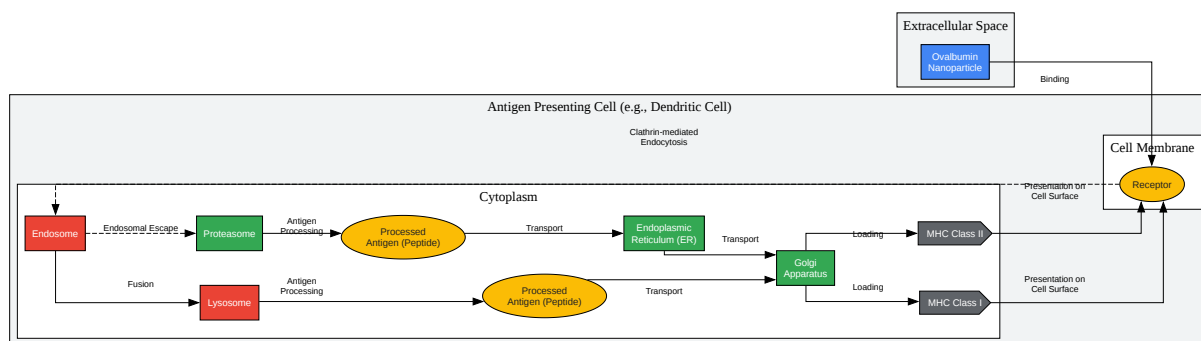 Extracellular Space
Ovalbumin
Nanoparticle
Binding
Antigen Presenting Cell (e.g., Dendritic Cell)
Clathrin-mediated
Endocytosis
Cell Membrane
Receptor
Presentation on
Cell Surface
Cytoplasm
Endosome
Endosomal Escape
Proteasome
Antigen
Processing
Processed
Antigen (Peptide)
Transport
Endoplasmic
Reticulum (ER)
Transport
Golgi
Apparatus
Loading
MHC Class II
Fusion
Lysosome
Antigen
Processing
Processed
Antigen (Peptide)
Transport
Loading
MHC Class I
Presentation on
Cell Surface